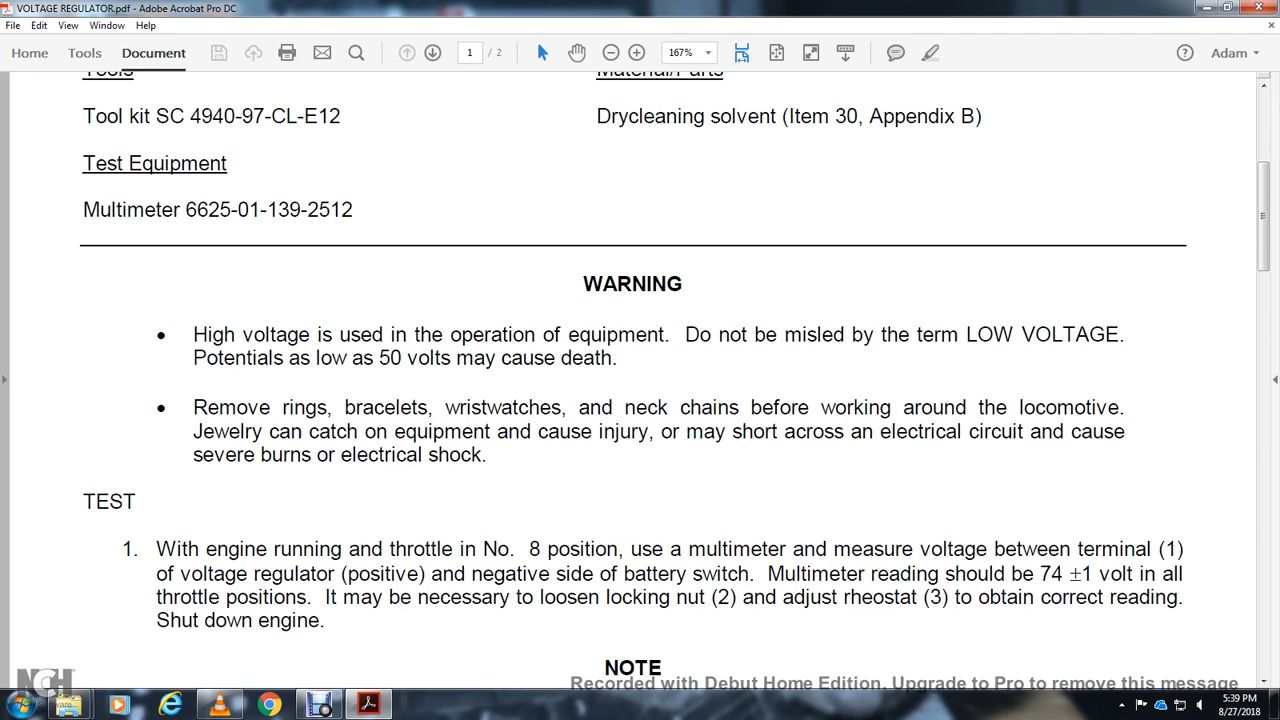 VOLTAGE REGULATOR.pdf - Adobe Acrobat Pro DC
File Edit View Window Help
Home Tools Document 1 / 2 167% Adam
Tools Material/Parts
Tool kit SC 4940-97-CL-E12 Drycleaning solvent (Item 30, Appendix B)
Test Equipment
Multimeter 6625-01-139-2512
WARNING
• High voltage is used in the operation of equipment. Do not be misled by the term LOW VOLTAGE.
Potentials as low as 50 volts may cause death.
• Remove rings, bracelets, wristwatches, and neck chains before working around the locomotive.
Jewelry can catch on equipment and cause injury, or may short across an electrical circuit and cause
severe burns or electrical shock.
TEST
1. With engine running and throttle in No. 8 position, use a multimeter and measure voltage between terminal (1)
of voltage regulator (positive) and negative side of battery switch. Multimeter reading should be 74 ±1 volt in all
throttle positions. It may be necessary to loosen locking nut (2) and adjust rheostat (3) to obtain correct reading.
Shut down engine.
NOTE
NCH
Recorded with Debut Home Edition. Upgrade to Pro to remove this message
5:39 PM
8/27/2018